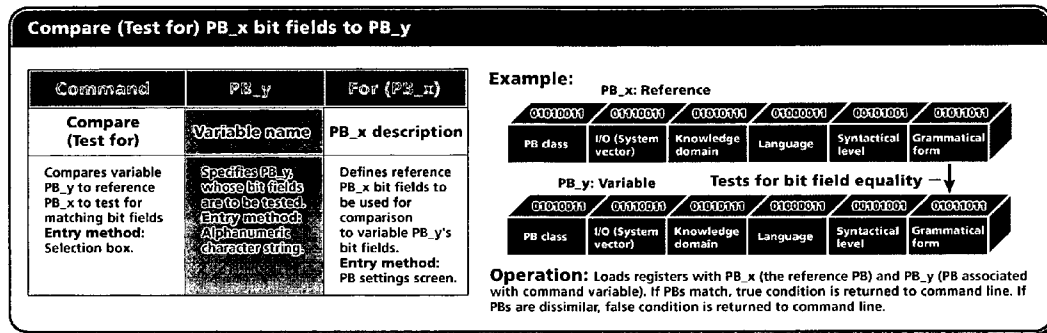 Compare (Test for) PB_x bit fields to PB_y
Command
PB_y
For (PB_x)
Compare
(Test for)
Variable name
PB_x description
Compares variable
PB_y to reference
PB_x to test for
matching bit fields
Entry method:
Selection box.
Specifies PB_y,
whose bit fields
are to be tested.
Entry method:
Alphanumeric
character string.
Defines reference
PB_x bit fields to
be used for
comparison
to variable PB_y's
bit fields.
Entry method:
PB settings screen.
Example:
PB_x: Reference
01010011 01110011 01010111 01000011 00101001 01011011
PB class
I/O (System
vector)
Knowledge
domain
Language
Syntactical
level
Grammatical
form
PB_y: Variable
Tests for bit field equality
01010011 01110011 01010111 01000011 00101001 01011011
PB class
I/O (System
vector)
Knowledge
domain
Language
Syntactical
level
Grammatical
form
Operation: Loads registers with PB_x (the reference PB) and PB_y (PB associated
with command variable). If PBs match, true condition is returned to command line. If
PBs are dissimilar, false condition is returned to command line.